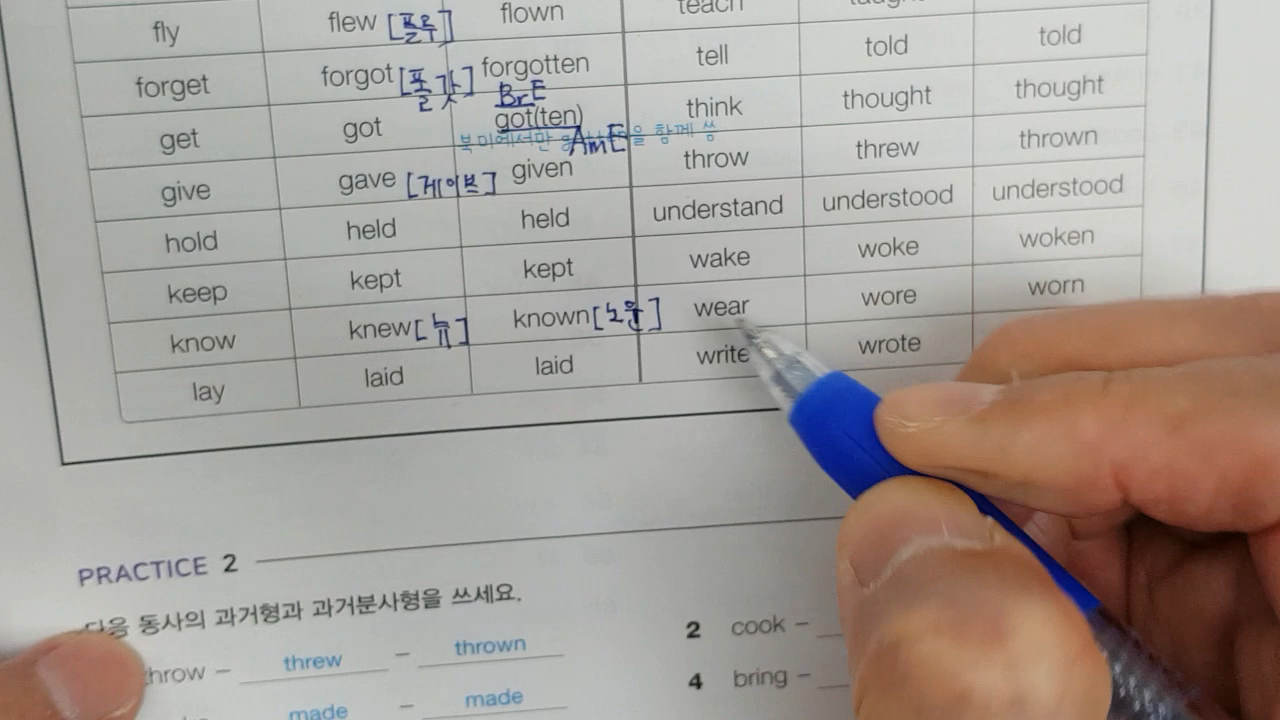 fly flew [플루] flown teach
forget forgot [폴갓] forgotten tell told told
BrE
get got got(ten) think thought thought
북미에서만 을 함께 씀
AmE
give gave [게이브] given throw threw thrown
hold held held understand understood understood
keep kept kept wake woke woken
know knew [뉴] known [노운] wear wore worn
lay laid laid write wrote
PRACTICE 2
다음 동사의 과거형과 과거분사형을 쓰세요.
throw – threw – thrown
2 cook –
made – made
4 bring –